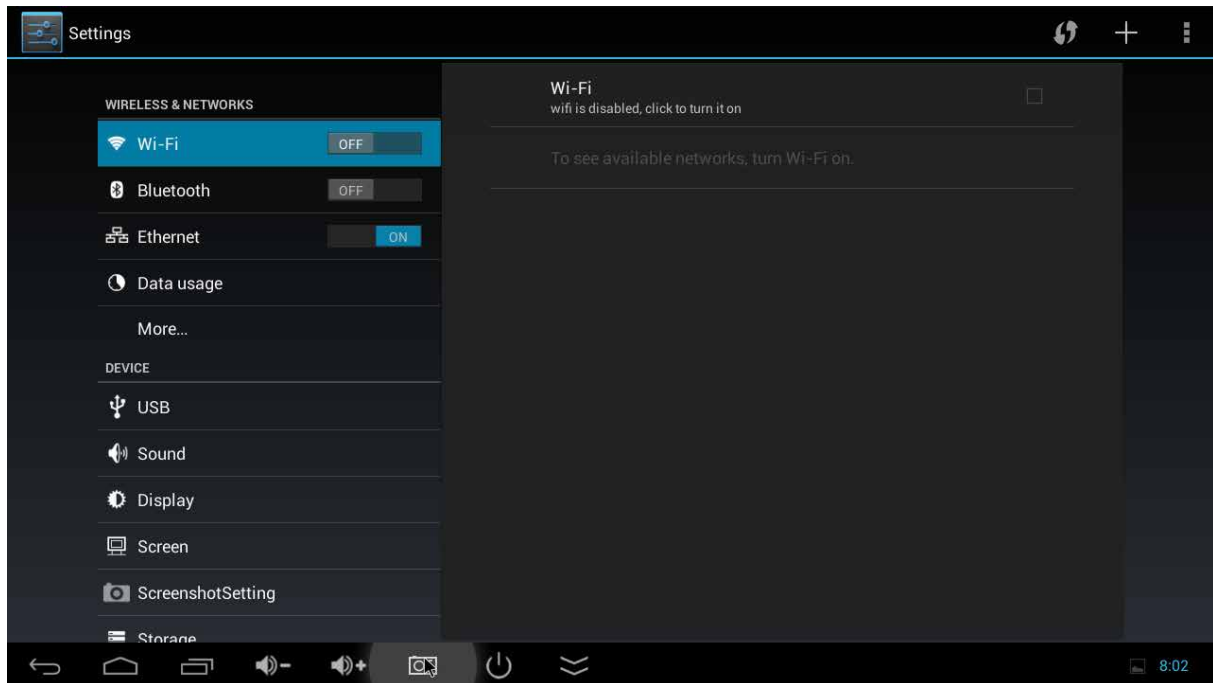 Settings
WIRELESS & NETWORKS
Wi-Fi OFF
Bluetooth OFF
Ethernet ON
Data usage
More...
DEVICE
USB
Sound
Display
Screen
ScreenshotSetting
Storage
Wi-Fi
wifi is disabled, click to turn it on
To see available networks, turn Wi-Fi on.
8:02